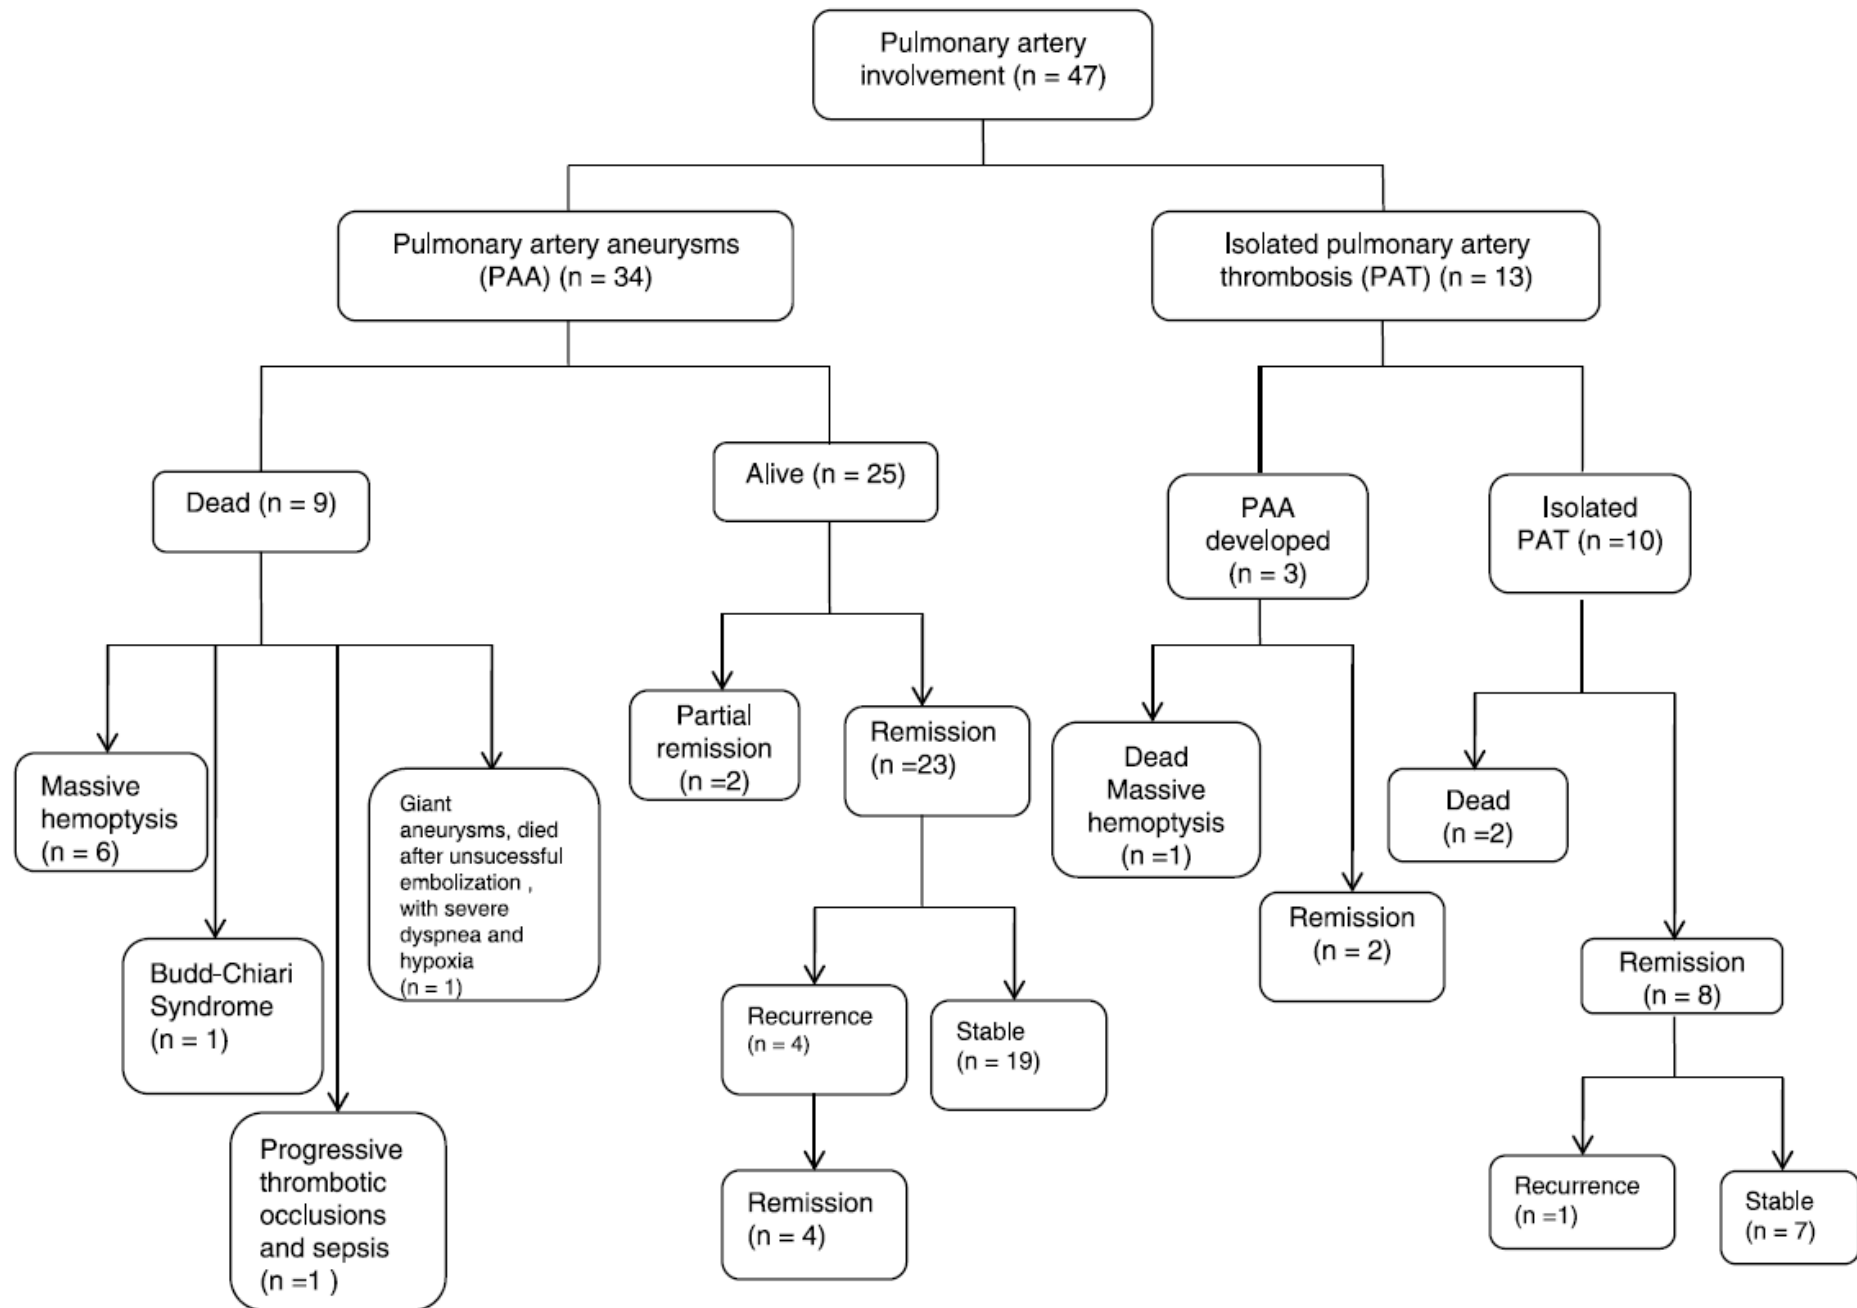 Pulmonary artery
involvement (n = 47)
Pulmonary artery aneurysms
(PAA) (n = 34)
Isolated pulmonary artery
thrombosis (PAT) (n = 13)
Dead (n = 9)
Alive (n = 25)
PAA
developed
(n = 3)
Isolated
PAT (n =10)
Massive
hemoptysis
(n = 6)
Budd-Chiari
Syndrome
(n = 1)
Progressive
thrombotic
occlusions
and sepsis
(n =1 )
Giant
aneurysms, died
after unsucessful
embolization ,
with severe
dyspnea and
hypoxia
(n = 1)
Partial
remission
(n =2)
Remission
(n =23)
Recurrence
(n = 4)
Stable
(n = 19)
Remission
(n = 4)
Dead
Massive
hemoptysis
(n =1)
Remission
(n = 2)
Dead
(n =2)
Remission
(n = 8)
Recurrence
(n =1)
Stable
(n = 7)